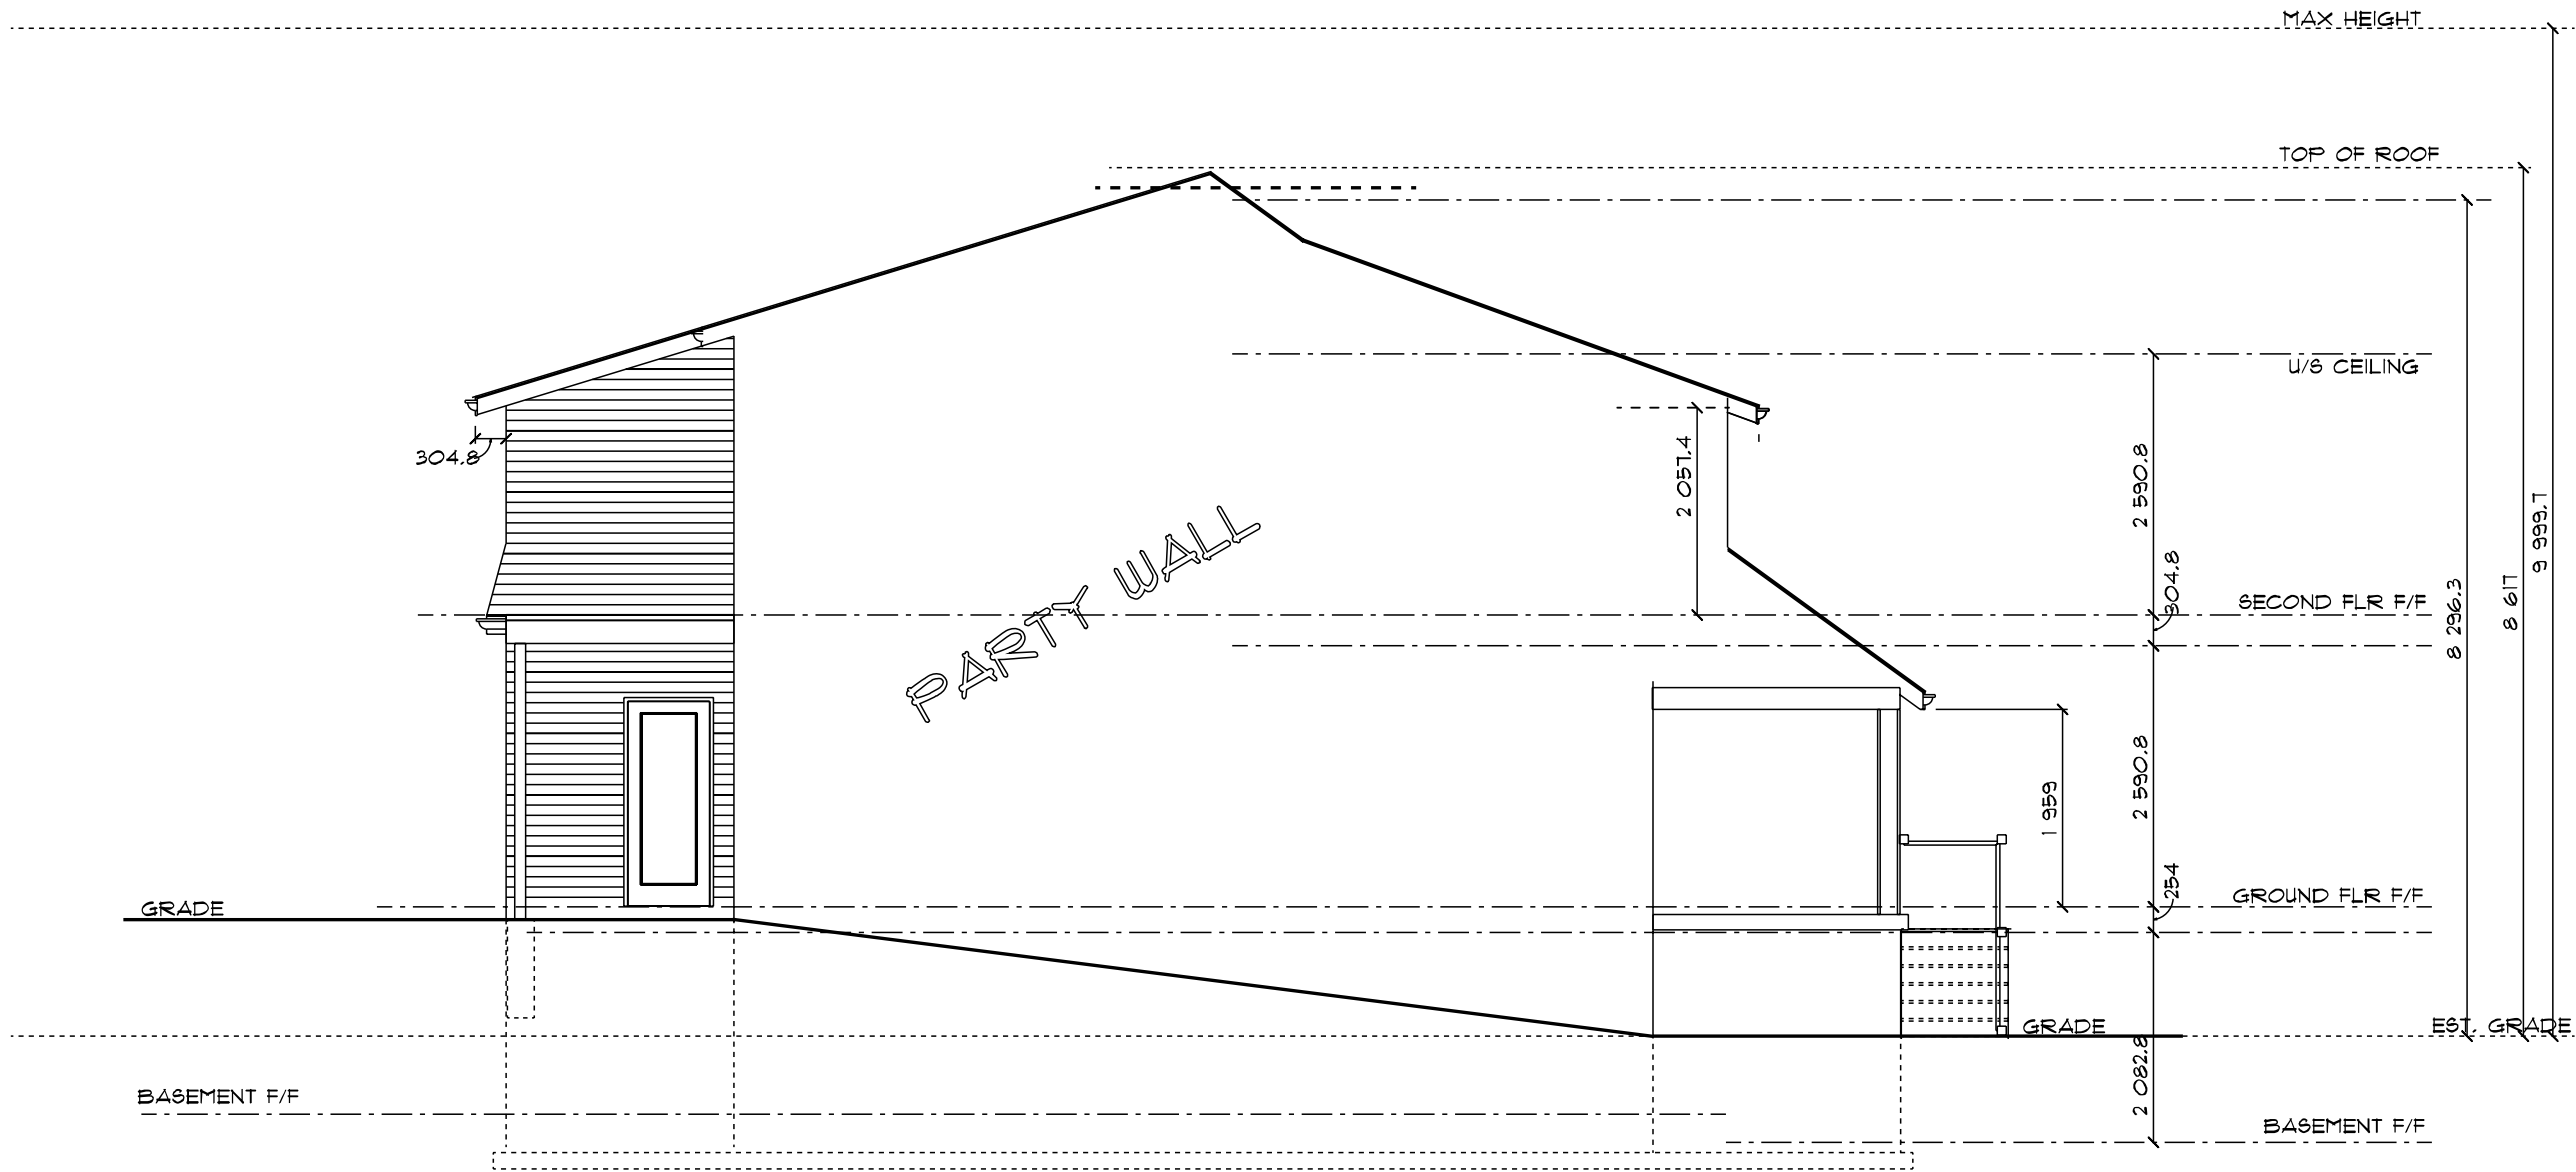 MAX HEIGHT
TOP OF ROOF
U/S CEILING
304.8
2 057.4
2 590.8
9 999.7
PARTY WALL
304.8
SECOND FLR F/F
8 296.3
8 617
1 959
2 590.8
254
GROUND FLR F/F
GRADE
GRADE
EST. GRADE
2 082.8
BASEMENT F/F
BASEMENT F/F